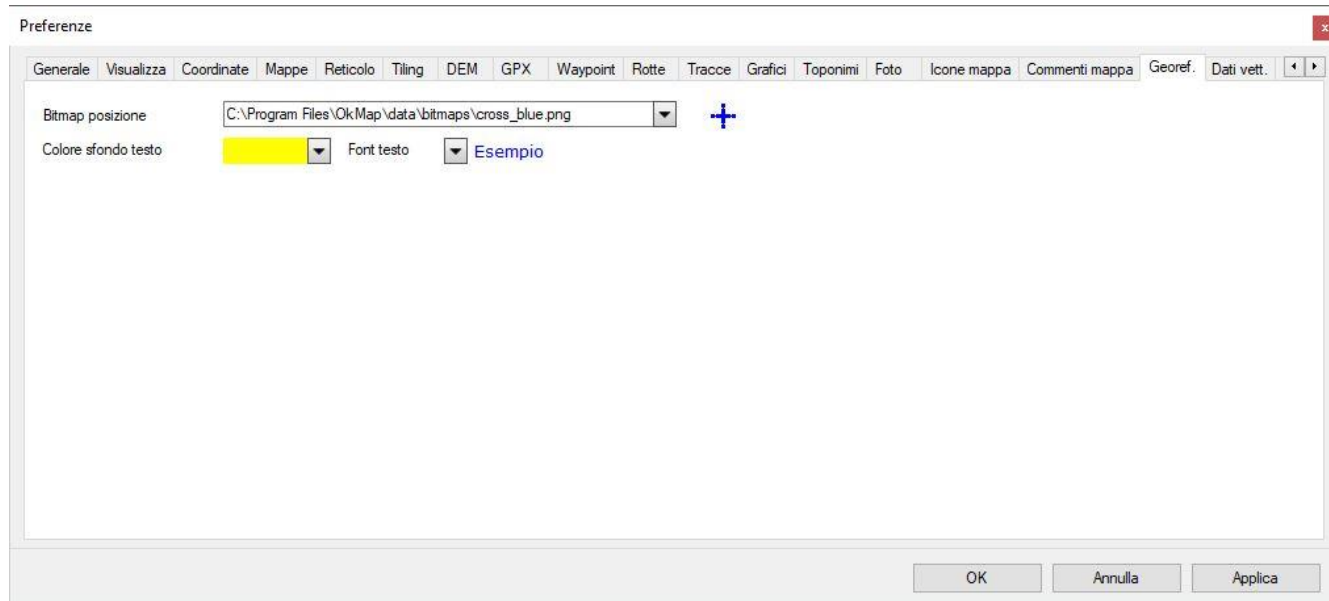 Preferenze
x
Generale Visualizza Coordinate Mappe Reticolo Tiling DEM GPX Waypoint Rotte Tracce Grafici Toponimi Foto Icone mappa Commenti mappa Georef. Dati vett.
Bitmap posizione C:\Program Files\OkMap\data\bitmaps\cross_blue.png
Colore sfondo testo Font testo Esempio
OK Annulla Applica